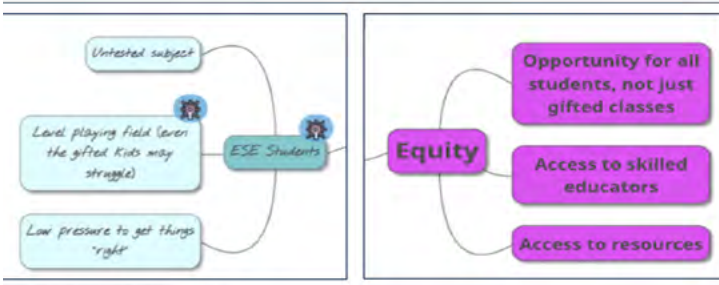 Untested subject
Level playing field (even
the gifted Kids may
struggle)
ESE Students
Low pressure to get things
"right"
Equity
Opportunity for all
students, not just
gifted classes
Access to skilled
educators
Access to resources